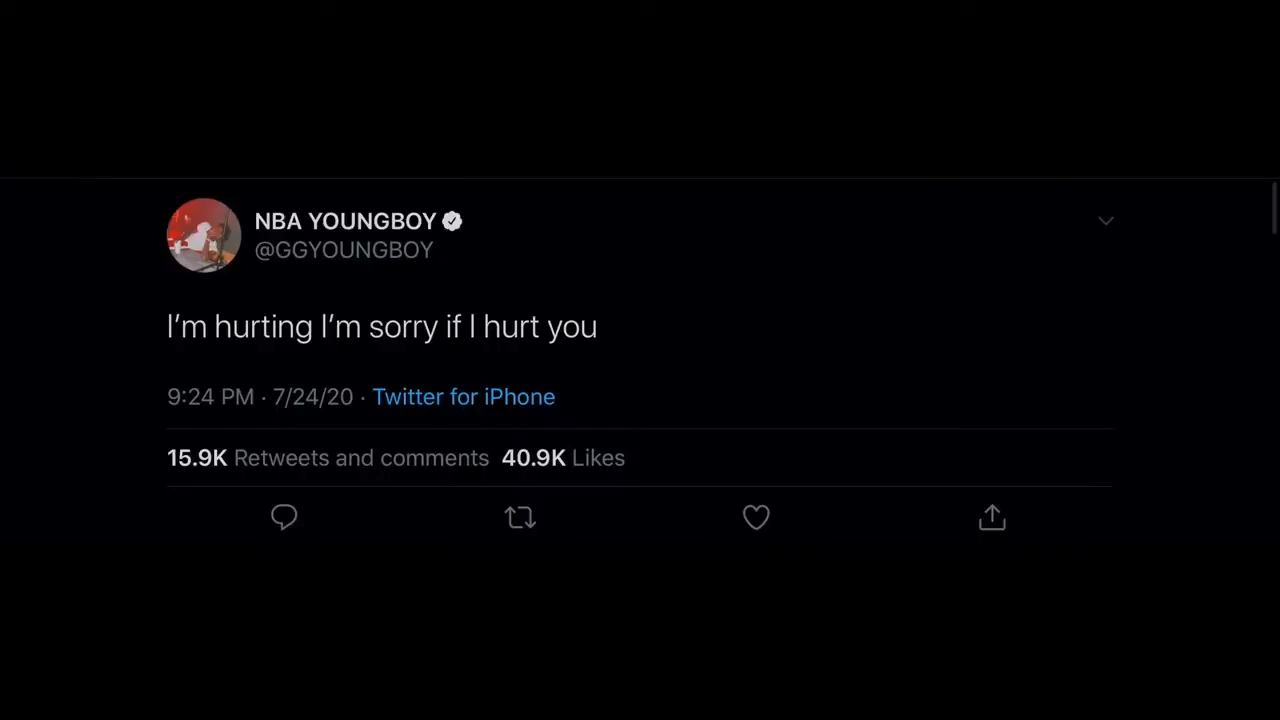 NBA YOUNGBOY
@GGYOUNGBOY
I’m hurting I’m sorry if I hurt you
9:24 PM · 7/24/20 · Twitter for iPhone
15.9K Retweets and comments 40.9K Likes